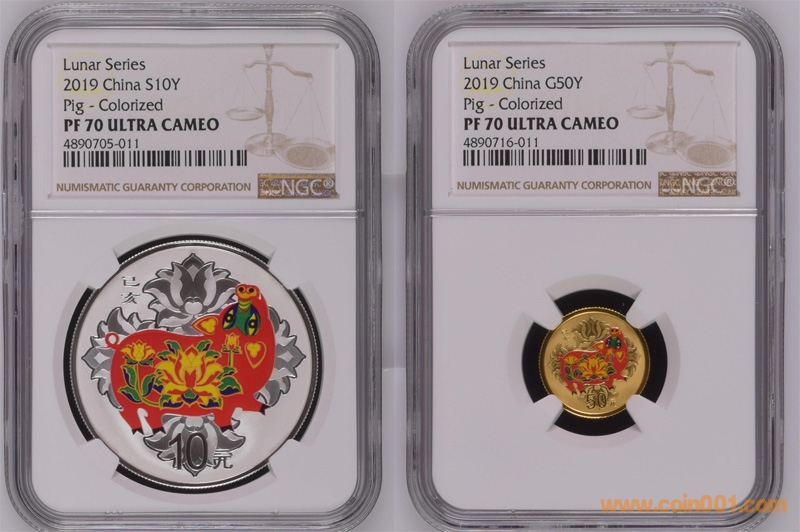 Lunar Series
2019 China S10Y
Pig - Colorized
PF 70 ULTRA CAMEO
4890705-011
NUMISMATIC GUARANTY CORPORATION
NGC®
己亥
10元
Lunar Series
2019 China G50Y
Pig - Colorized
PF 70 ULTRA CAMEO
4890716-011
NUMISMATIC GUARANTY CORPORATION
NGC®
50元
www.coin001.com